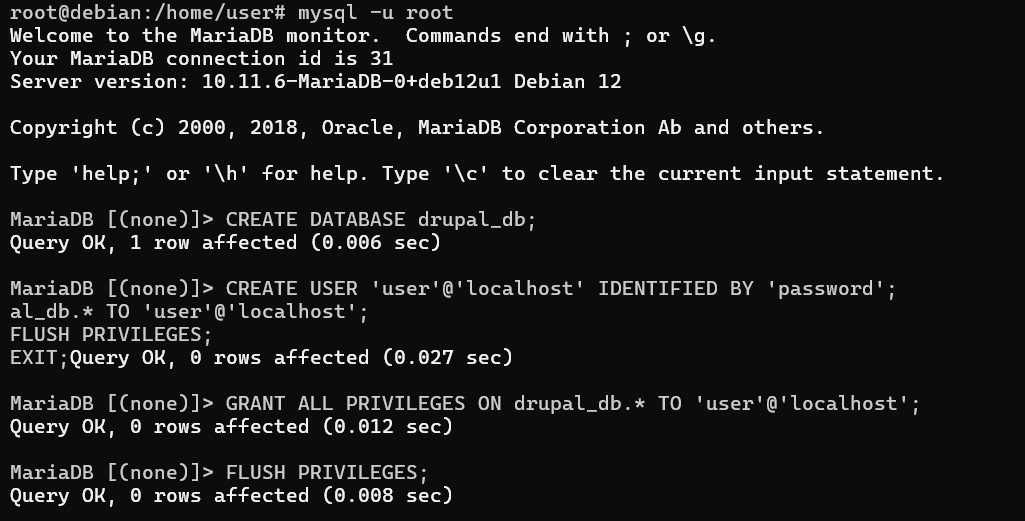 root@debian:/home/user# mysql -u root
Welcome to the MariaDB monitor.  Commands end with ; or \g.
Your MariaDB connection id is 31
Server version: 10.11.6-MariaDB-0+deb12u1 Debian 12

Copyright (c) 2000, 2018, Oracle, MariaDB Corporation Ab and others.

Type 'help;' or '\h' for help. Type '\c' to clear the current input statement.

MariaDB [(none)]> CREATE DATABASE drupal_db;
Query OK, 1 row affected (0.006 sec)

MariaDB [(none)]> CREATE USER 'user'@'localhost' IDENTIFIED BY 'password';
al_db.* TO 'user'@'localhost';
FLUSH PRIVILEGES;
EXIT;Query OK, 0 rows affected (0.027 sec)

MariaDB [(none)]> GRANT ALL PRIVILEGES ON drupal_db.* TO 'user'@'localhost';
Query OK, 0 rows affected (0.012 sec)

MariaDB [(none)]> FLUSH PRIVILEGES;
Query OK, 0 rows affected (0.008 sec)